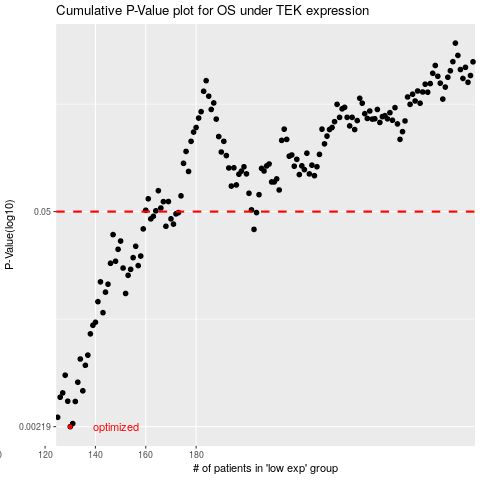 Cumulative P-Value plot for OS under TEK expression
P-Value(log10)
0.05
0.00219
optimized
0 120 140 160 180
# of patients in 'low exp' group